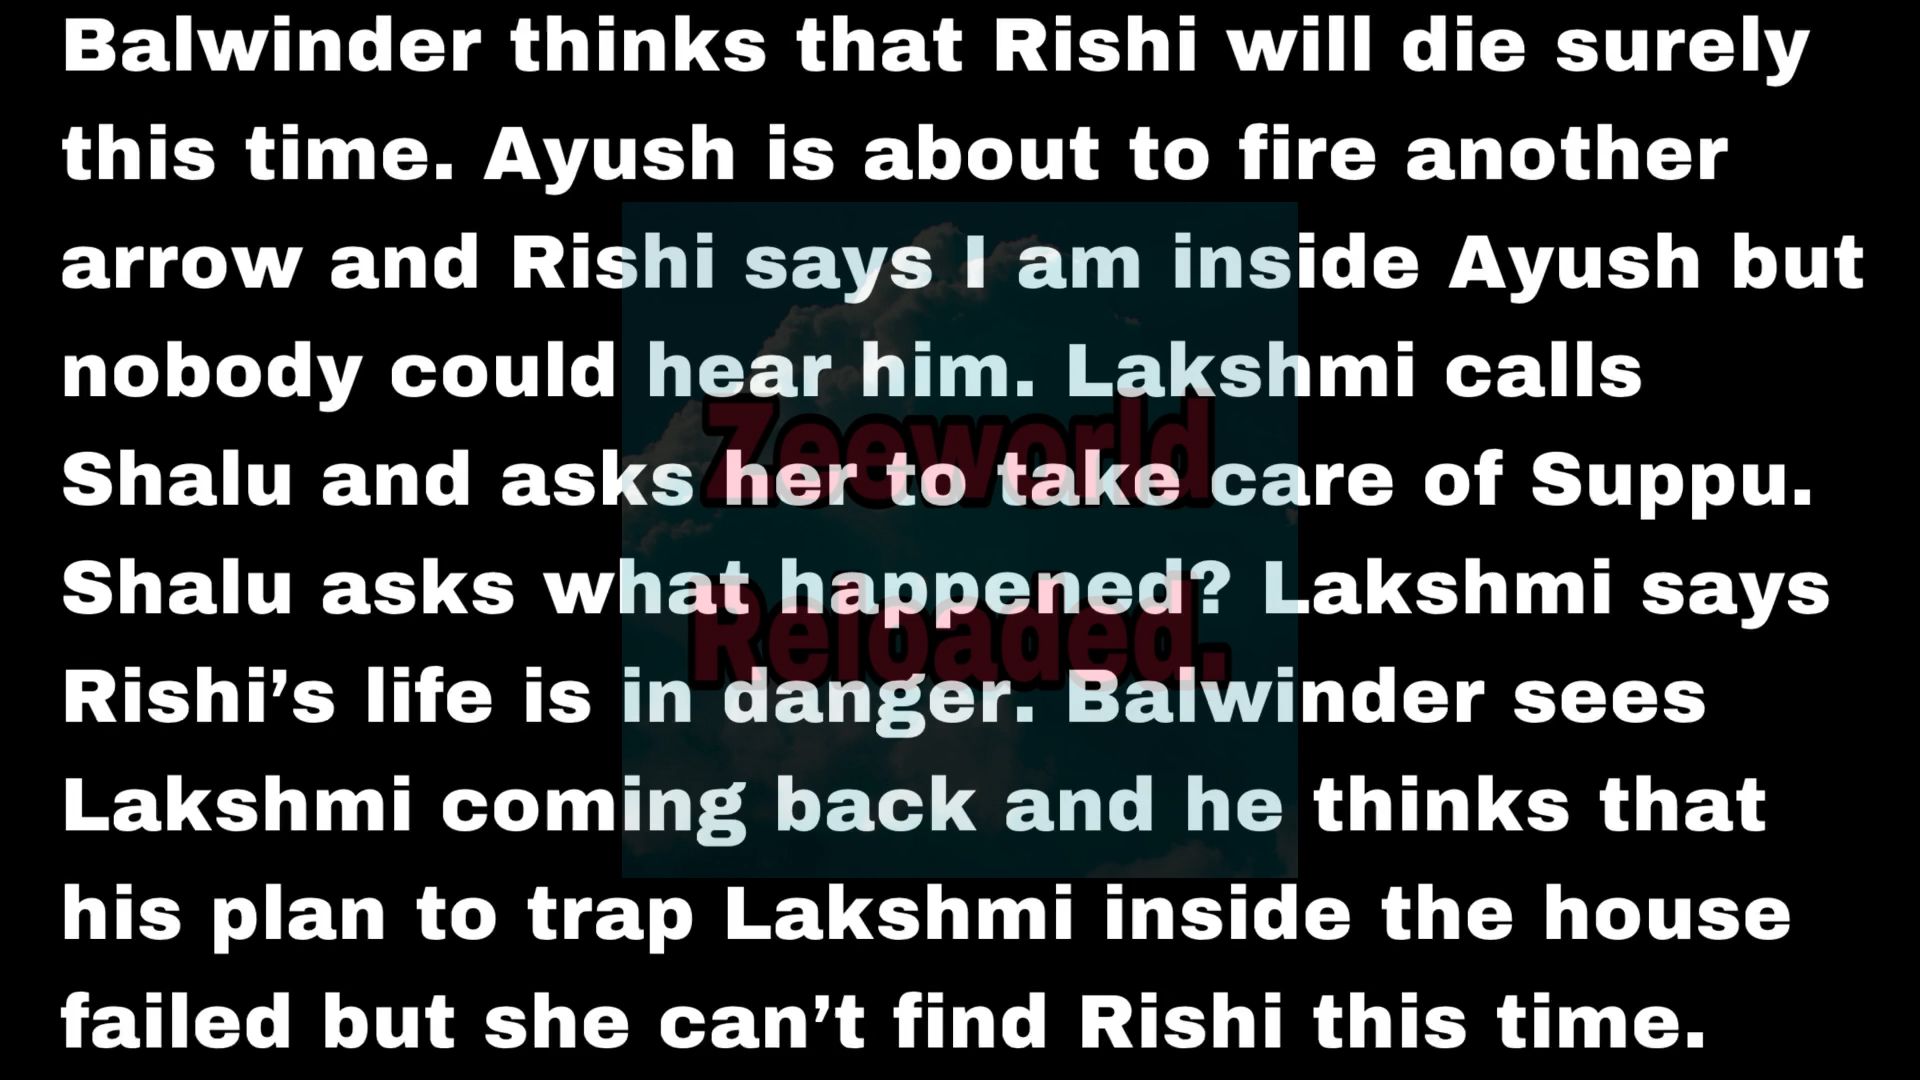 Balwinder thinks that Rishi will die surely
this time. Ayush is about to fire another
arrow and Rishi says I am inside Ayush but
nobody could hear him. Lakshmi calls
Shalu and asks her to take care of Suppu.
Shalu asks what happened? Lakshmi says
Rishi’s life is in danger. Balwinder sees
Lakshmi coming back and he thinks that
his plan to trap Lakshmi inside the house
failed but she can’t find Rishi this time.
Zeeworld
Reloaded.